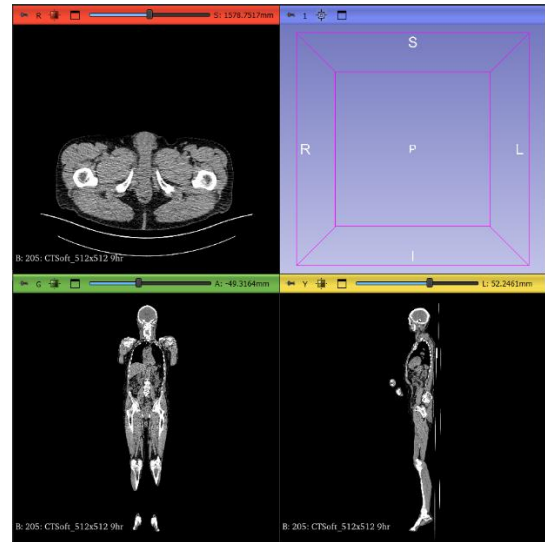 R S: 1578.7517mm
1
S
R P L
I
B: 205: CTSoft_512x512 9hr
G A: -49.3164mm
Y L: 52.2461mm
B: 205: CTSoft_512x512 9hr
B: 205: CTSoft_512x512 9hr